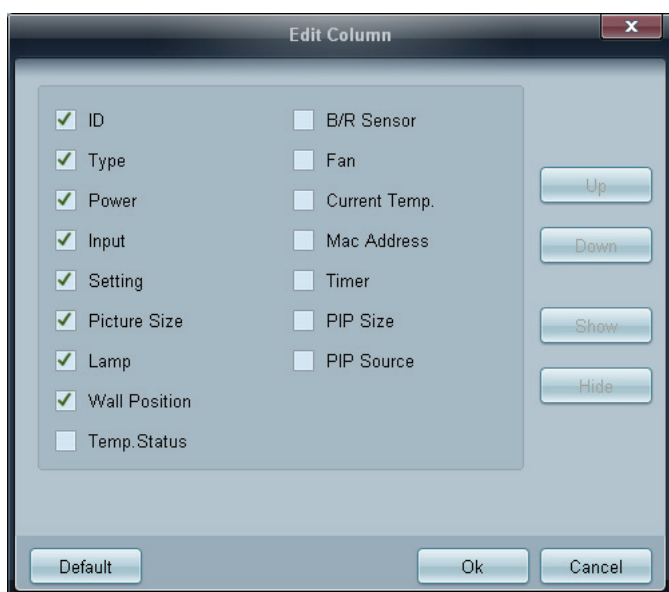 Edit Column
x
ID
Type
Power
Input
Setting
Picture Size
Lamp
Wall Position
Temp.Status
B/R Sensor
Fan
Current Temp.
Mac Address
Timer
PIP Size
PIP Source
Up
Down
Show
Hide
Default
Ok
Cancel